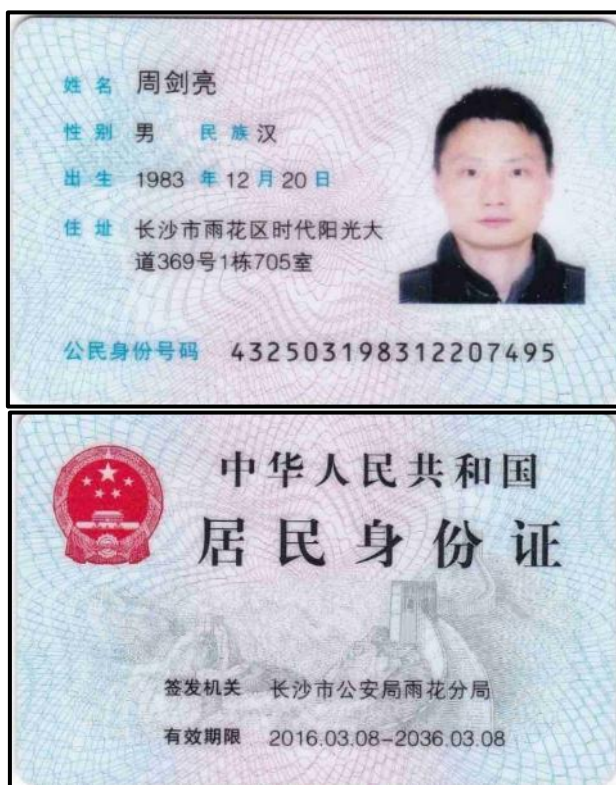 姓名 周剑亮
性别 男 民族 汉
出生 1983 年 12 月 20 日
住址 长沙市雨花区时代阳光大
道369号1栋705室
公民身份号码 432503198312207495
中华人民共和国
居民身份证
签发机关 长沙市公安局雨花分局
有效期限 2016.03.08-2036.03.08